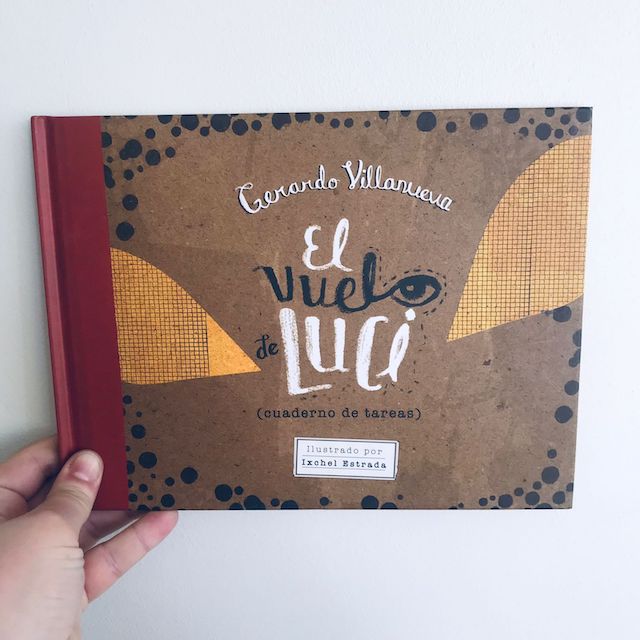 Gerardo Villanueva
El
vuelo
de LUCI
(cuaderno de tareas)
Ilustrado por
Ixchel Estrada